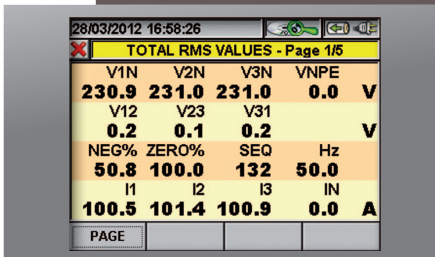 28/03/2012 16:58:26
TOTAL RMS VALUES - Page 1/5
V1N V2N V3N VNPE
230.9 231.0 231.0 0.0 V
V12 V23 V31
0.2 0.1 0.2 V
NEG% ZERO% SEQ Hz
50.8 100.0 132 50.0
I1 I2 I3 IN
100.5 101.4 100.9 0.0 A
PAGE